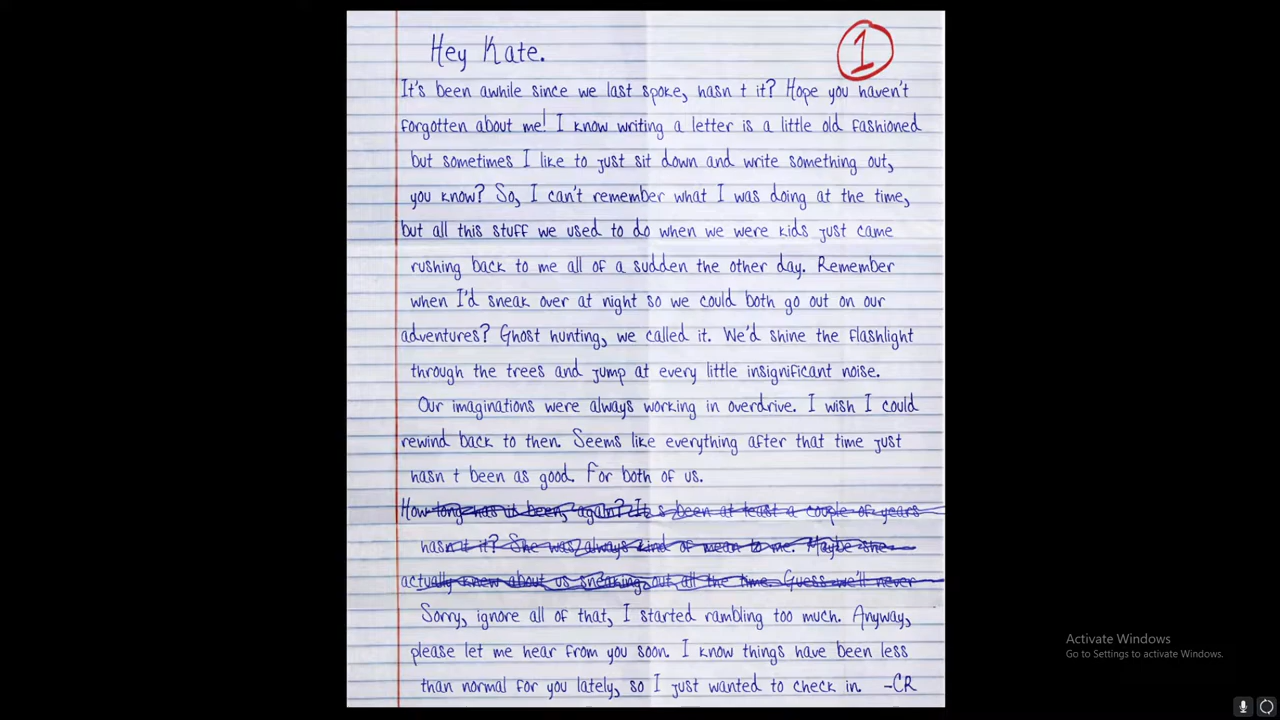 Hey Kate.
1
It's been awhile since we last spoke, hasn t it? Hope you haven't
forgotten about me! I know writing a letter is a little old fashioned
but sometimes I like to just sit down and write something out,
you know? So, I can't remember what I was doing at the time,
but all this stuff we used to do when we were kids just came
rushing back to me all of a sudden the other day. Remember
when I'd sneak over at night so we could both go out on our
adventures? Ghost hunting, we called it. We'd shine the flashlight
through the trees and jump at every little insignificant noise.
Our imaginations were always working in overdrive. I wish I could
rewind back to then. Seems like everything after that time just
hasn t been as good. For both of us.
How long has it been, again? It s been at least a couple of years
hasn t it? She was always kind of mean to me. Maybe she
actually knew about us sneaking out all the time. Guess we'll never
Sorry, ignore all of that, I started rambling too much. Anyway,
please let me hear from you soon. I know things have been less
than normal for you lately, so I just wanted to check in. -CR
Activate Windows
Go to Settings to activate Windows.